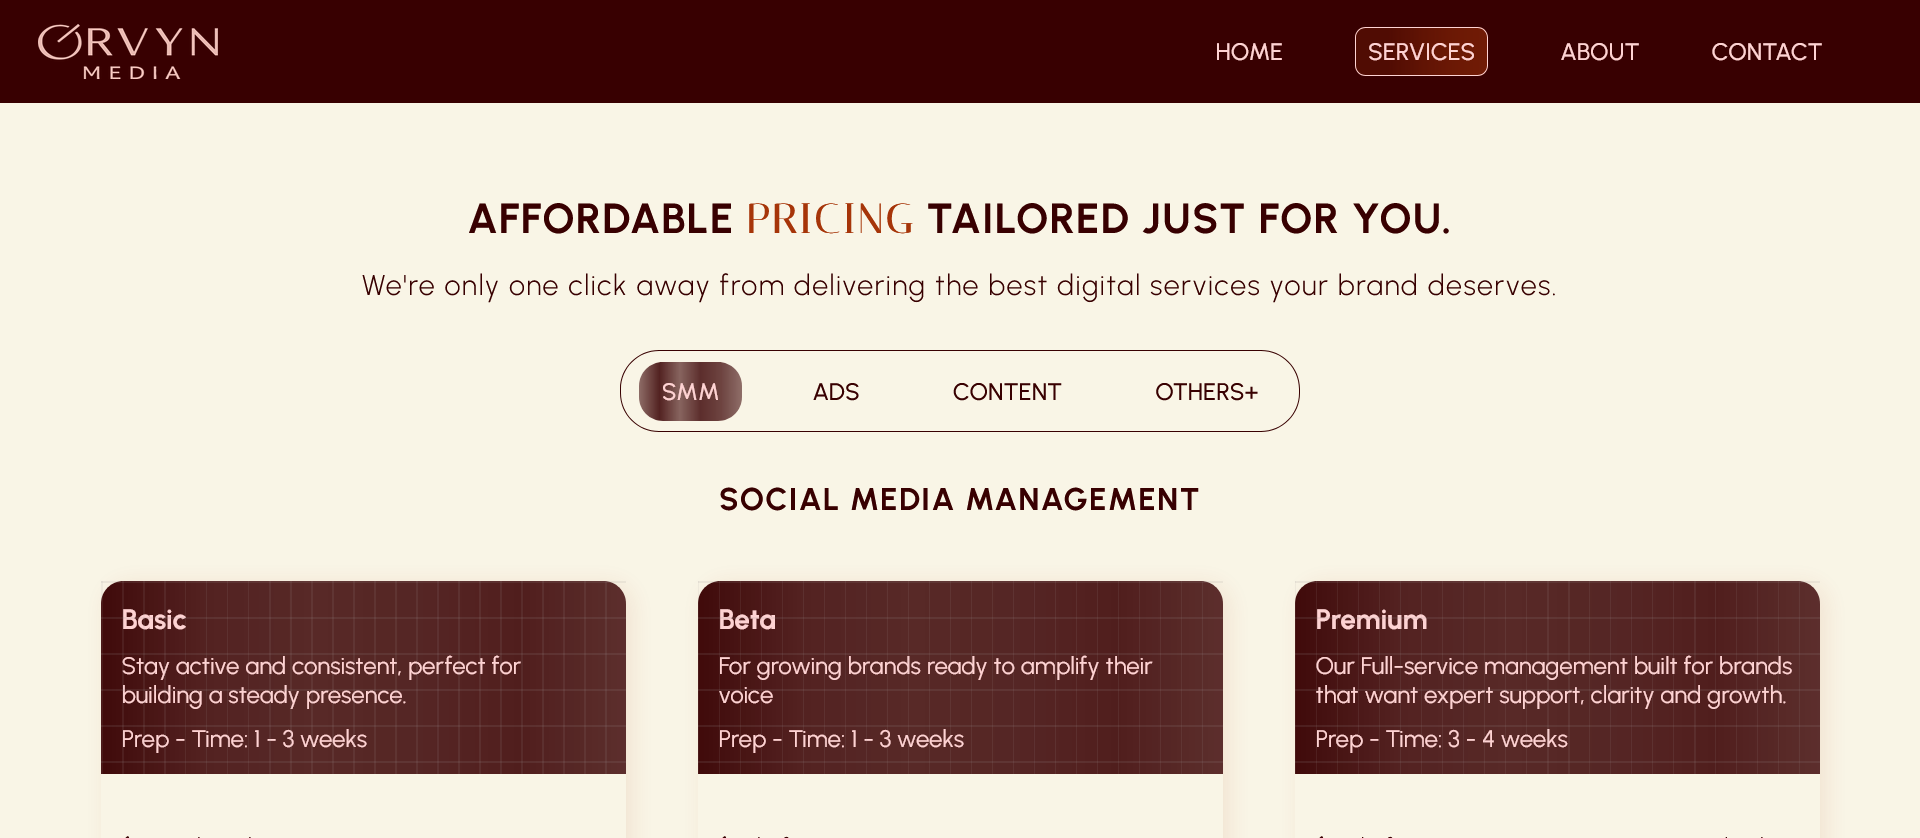 ORVYN
MEDIA
HOME SERVICES ABOUT CONTACT
AFFORDABLE PRICING TAILORED JUST FOR YOU.
We're only one click away from delivering the best digital services your brand deserves.
SMM ADS CONTENT OTHERS+
SOCIAL MEDIA MANAGEMENT
Basic
Stay active and consistent, perfect for
building a steady presence.
Prep - Time: 1 - 3 weeks
Beta
For growing brands ready to amplify their
voice
Prep - Time: 1 - 3 weeks
Premium
Our Full-service management built for brands
that want expert support, clarity and growth.
Prep - Time: 3 - 4 weeks